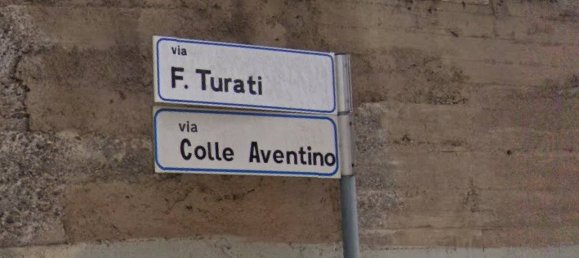 via
F. Turati
via
Colle Aventino